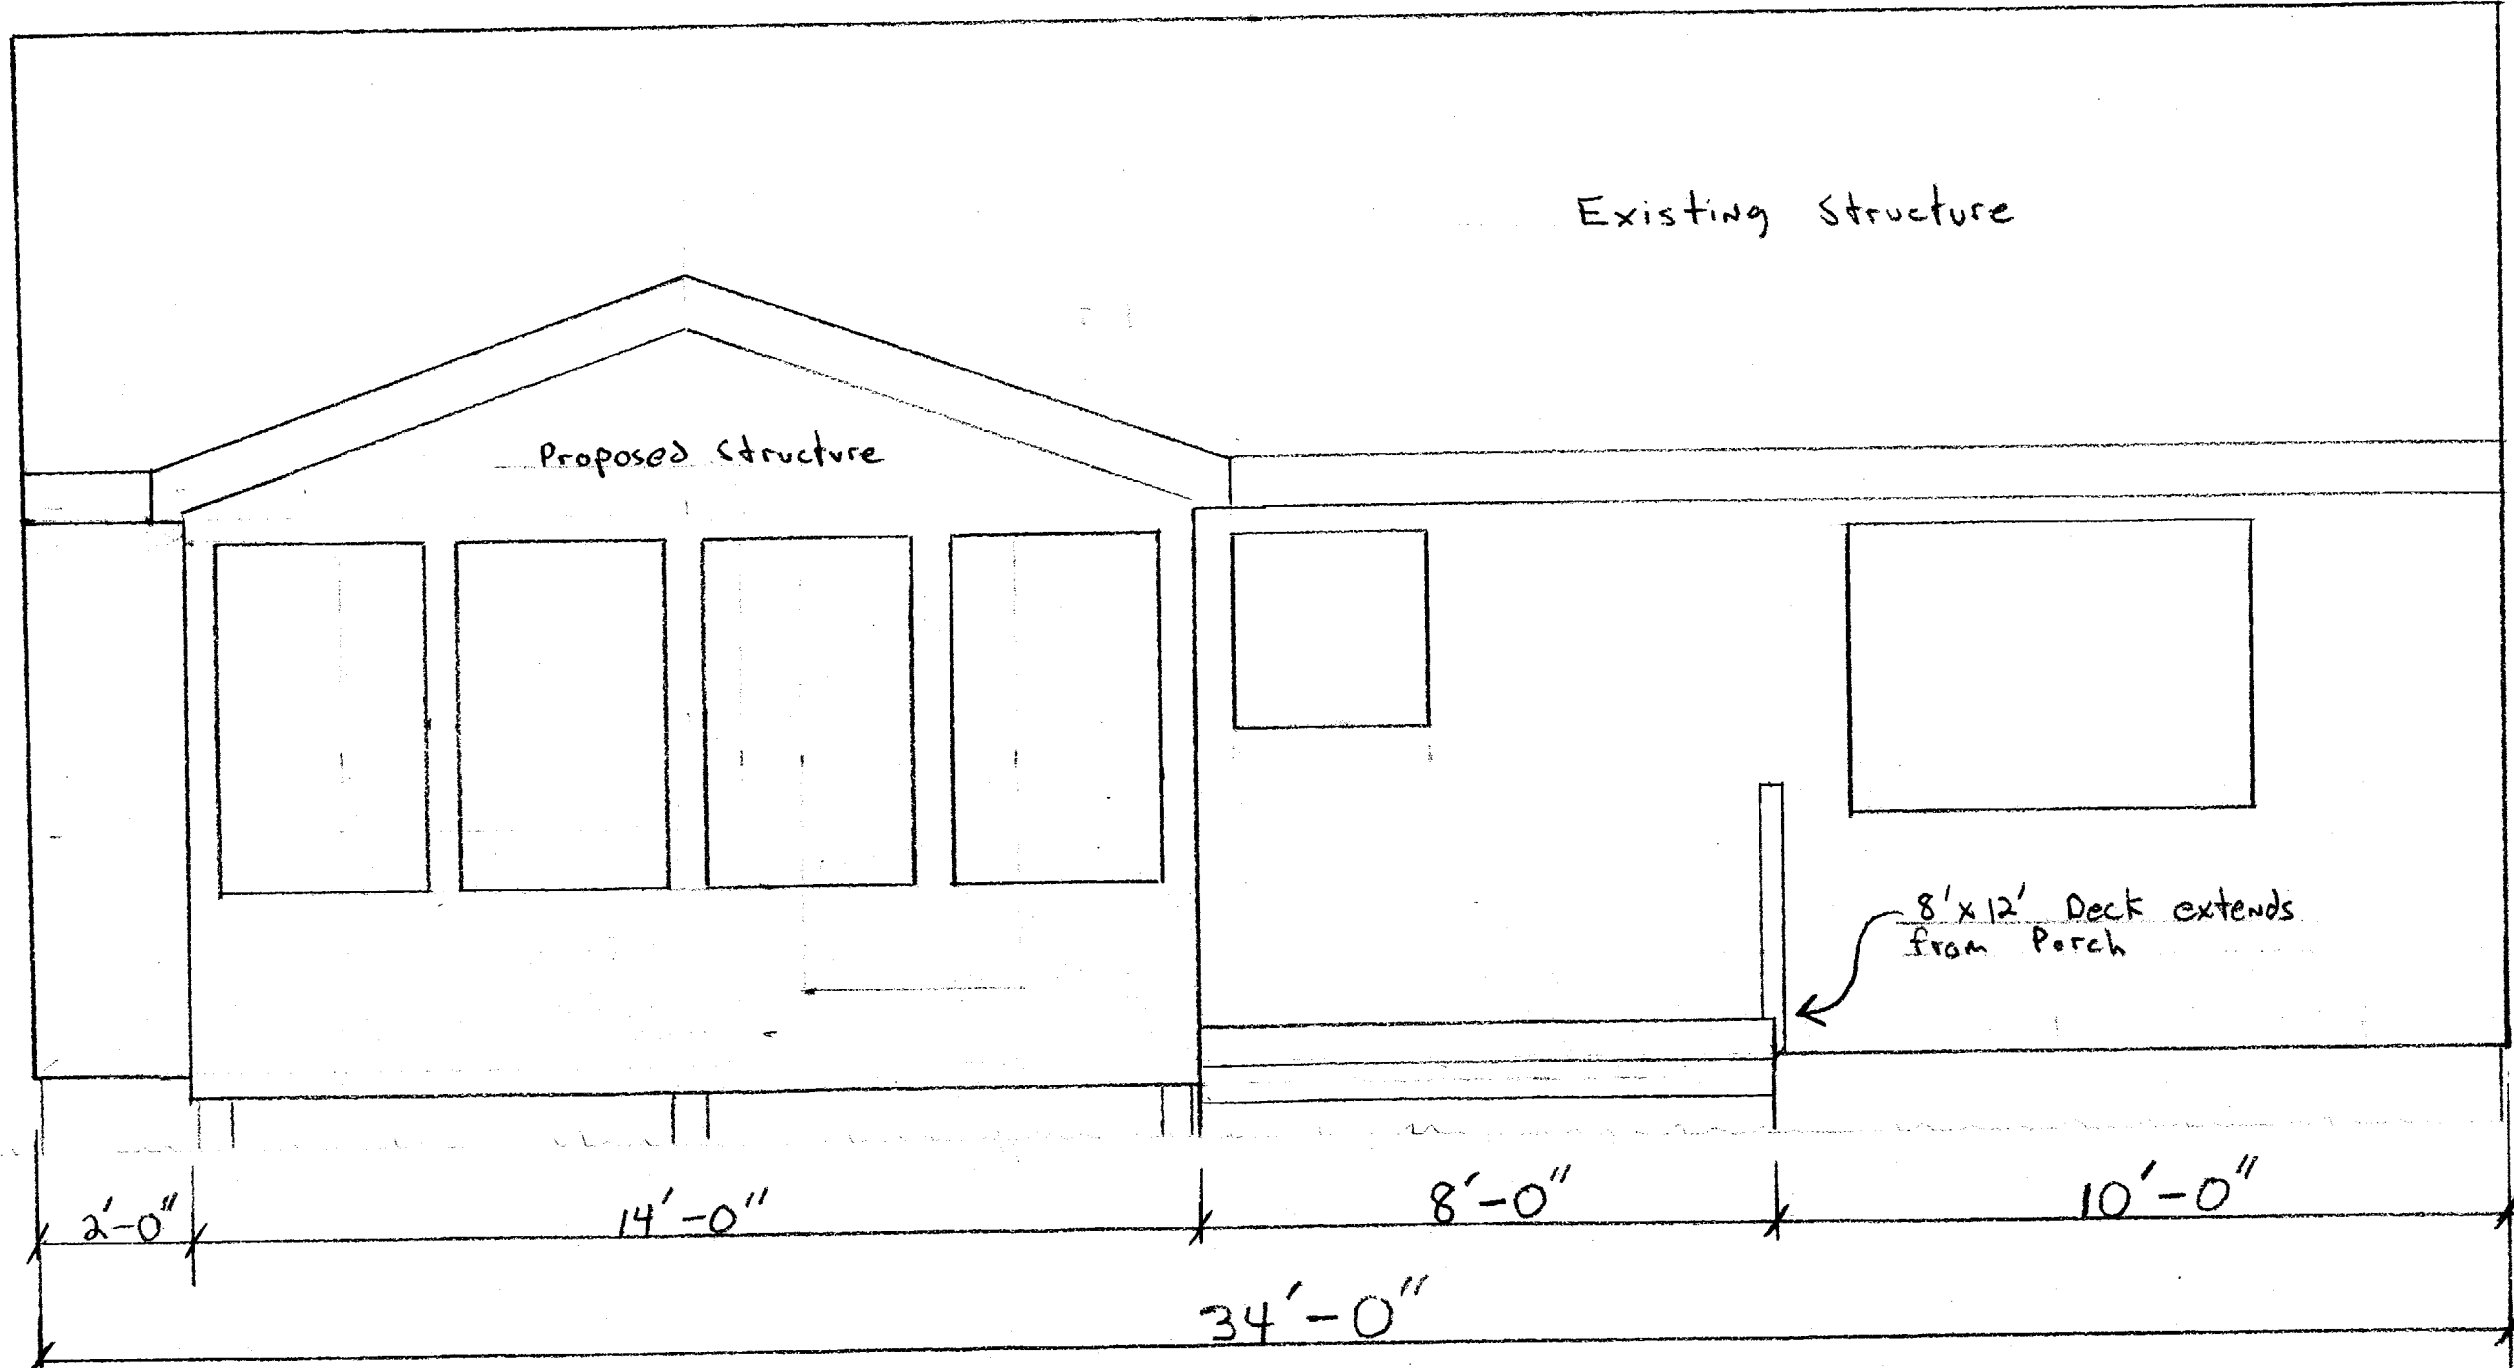 Existing Structure
Proposed Structure
8'x12' Deck extends
from Porch
2'-0"
14'-0"
8'-0"
10'-0"
34'-0"